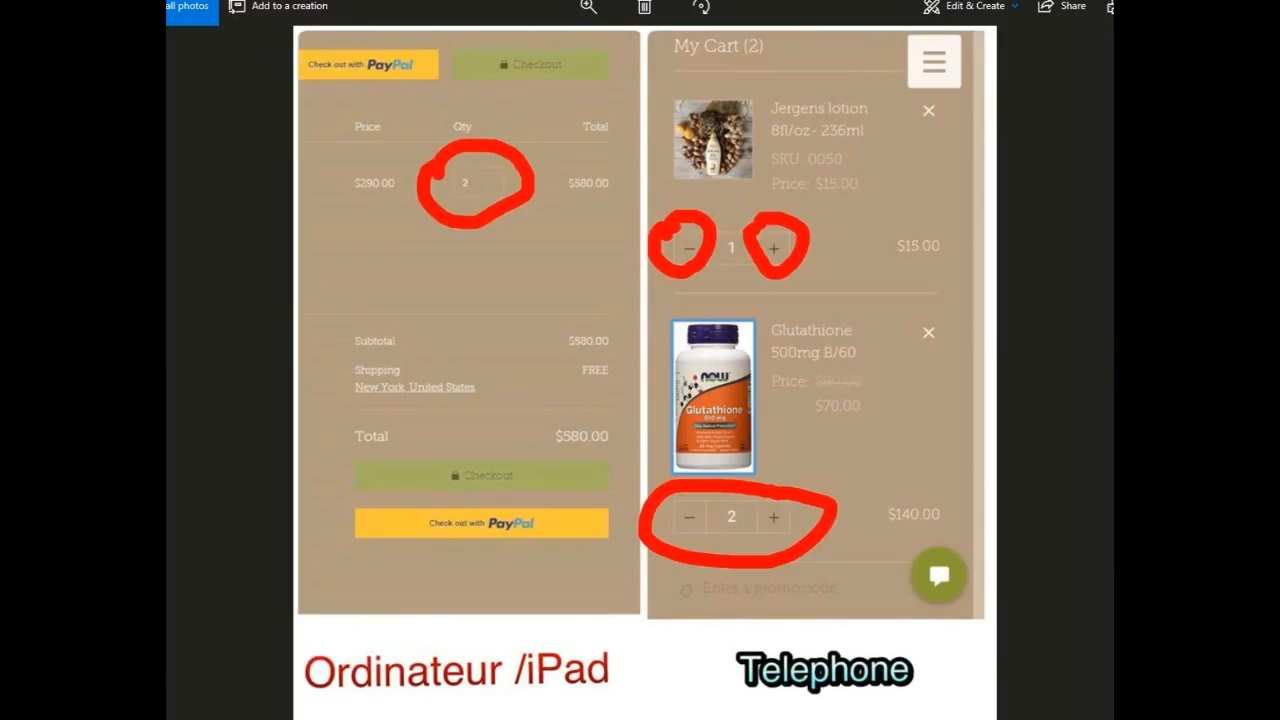 all photos
Add to a creation
Edit & Create
Share
Check out with PayPal
Checkout
Price Qty Total
$290.00 2 $580.00
Subtotal $580.00
Shipping FREE
New York, United States
Total $580.00
Checkout
Check out with PayPal
My Cart (2)
Jergens lotion
8fl/oz- 236ml
SKU: 0050
Price: $15.00
− 1 + $15.00
Glutathione
500mg B/60
Price:
$70.00
NOW
Glutathione
500 mg
− 2 + $140.00
Enter a promo code
Ordinateur /iPad
Telephone